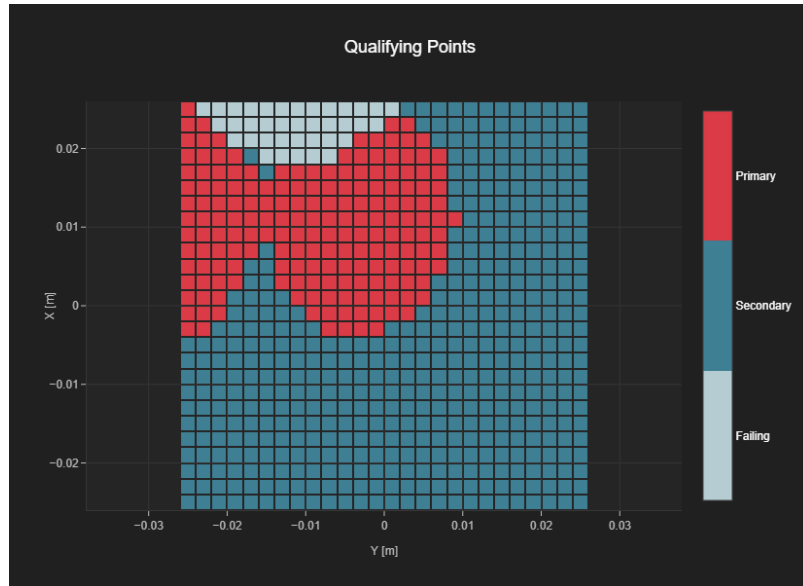 Qualifying Points
0.02
0.01
0
−0.01
−0.02
X [m]
−0.03
−0.02
−0.01
0
0.01
0.02
0.03
Y [m]
Primary
Secondary
Failing